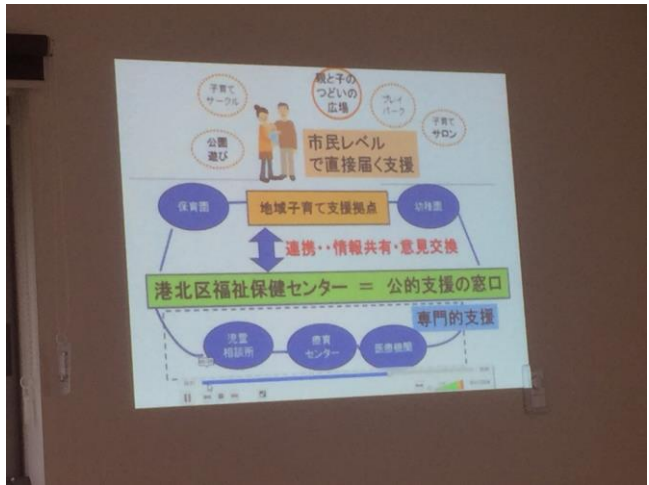 親と子の
つどいの
広場
子育て
サークル
プレイ
パーク
子育て
サロン
公園
遊び
市民レベル
で直接届く支援
保育園
地域子育て支援拠点
幼稚園
連携・・情報共有・意見交換
港北区福祉保健センター = 公的支援の窓口
専門的支援
児童
相談所
療育
センター
医療機関